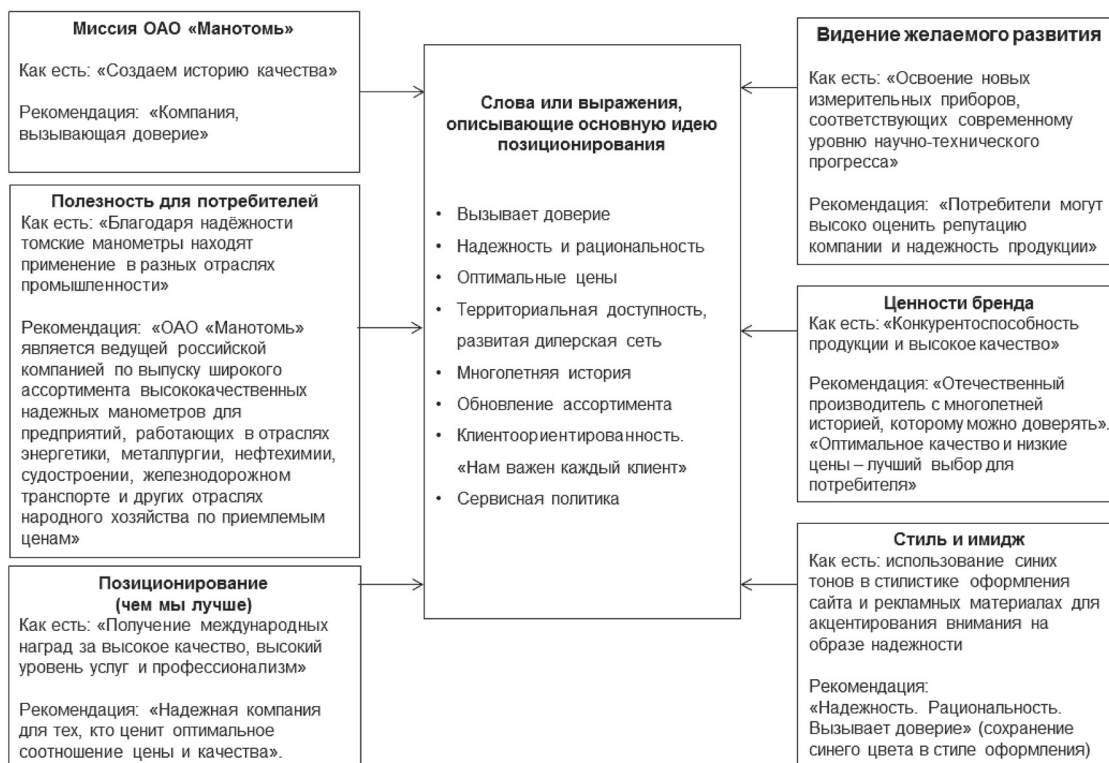 Миссия ОАО «Манотомь»
Как есть: «Создаем историю качества»
Рекомендация: «Компания,
вызывающая доверие»
Полезность для потребителей
Как есть: «Благодаря надёжности
томские манометры находят
применение в разных отраслях
промышленности»
Рекомендация: «ОАО «Манотомь»
является ведущей российской
компанией по выпуску широкого
ассортимента высококачественных
надежных манометров для
предприятий, работающих в отраслях
энергетики, металлургии, нефтехимии,
судостроении, железнодорожном
транспорте и других отраслях
народного хозяйства по приемлемым
ценам»
Позиционирование
(чем мы лучше)
Как есть: «Получение международных
наград за высокое качество, высокий
уровень услуг и профессионализм»
Рекомендация: «Надежная компания
для тех, кто ценит оптимальное
соотношение цены и качества».
Слова или выражения,
описывающие основную идею
позиционирования
• Вызывает доверие
• Надежность и рациональность
• Оптимальные цены
• Территориальная доступность,
развитая дилерская сеть
• Многолетняя история
• Обновление ассортимента
• Клиентоориентированность.
«Нам важен каждый клиент»
• Сервисная политика
Видение желаемого развития
Как есть: «Освоение новых
измерительных приборов,
соответствующих современному
уровню научно-технического
прогресса»
Рекомендация: «Потребители могут
высоко оценить репутацию
компании и надежность продукции»
Ценности бренда
Как есть: «Конкурентоспособность
продукции и высокое качество»
Рекомендация: «Отечественный
производитель с многолетней
историей, которому можно доверять».
«Оптимальное качество и низкие
цены – лучший выбор для
потребителя»
Стиль и имидж
Как есть: использование синих
тонов в стилистике оформления
сайта и рекламных материалах для
акцентирования внимания на
образе надежности
Рекомендация:
«Надежность. Рациональность.
Вызывает доверие» (сохранение
синего цвета в стиле оформления)